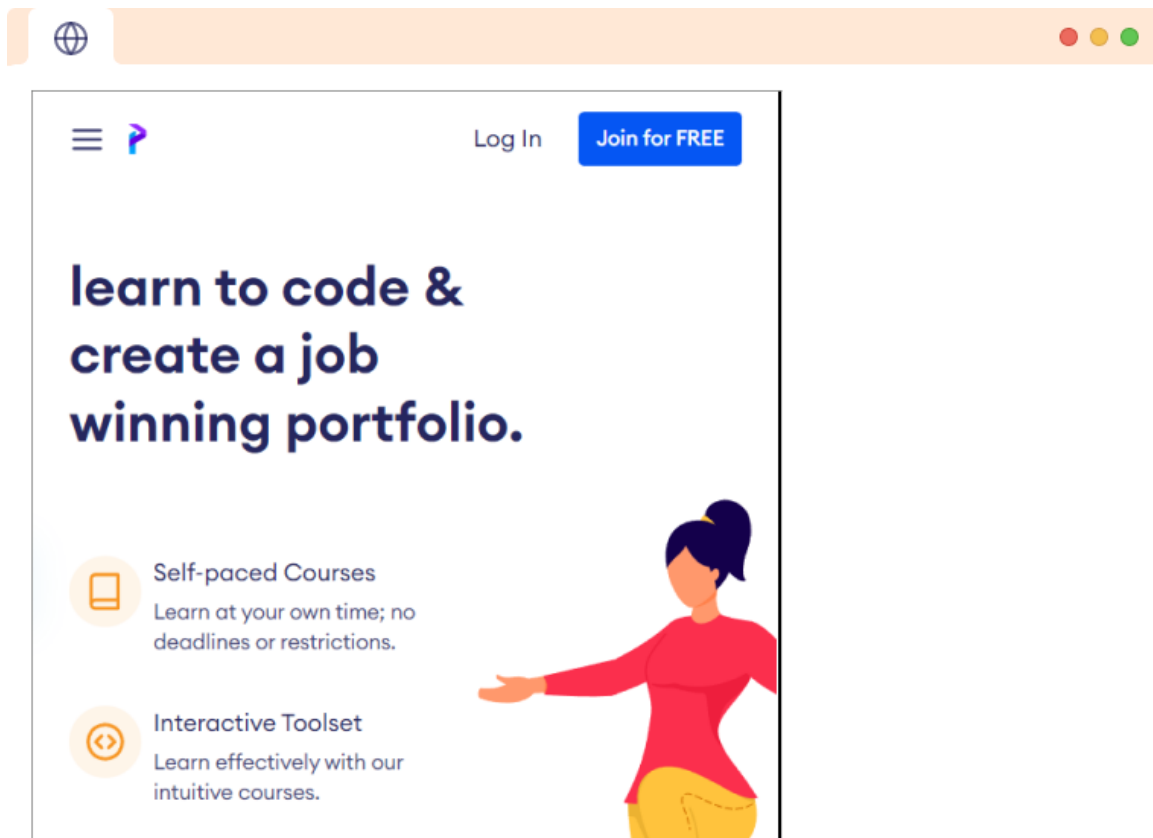 Log In
Join for FREE
learn to code &
create a job
winning portfolio.
Self-paced Courses
Learn at your own time; no
deadlines or restrictions.
Interactive Toolset
Learn effectively with our
intuitive courses.